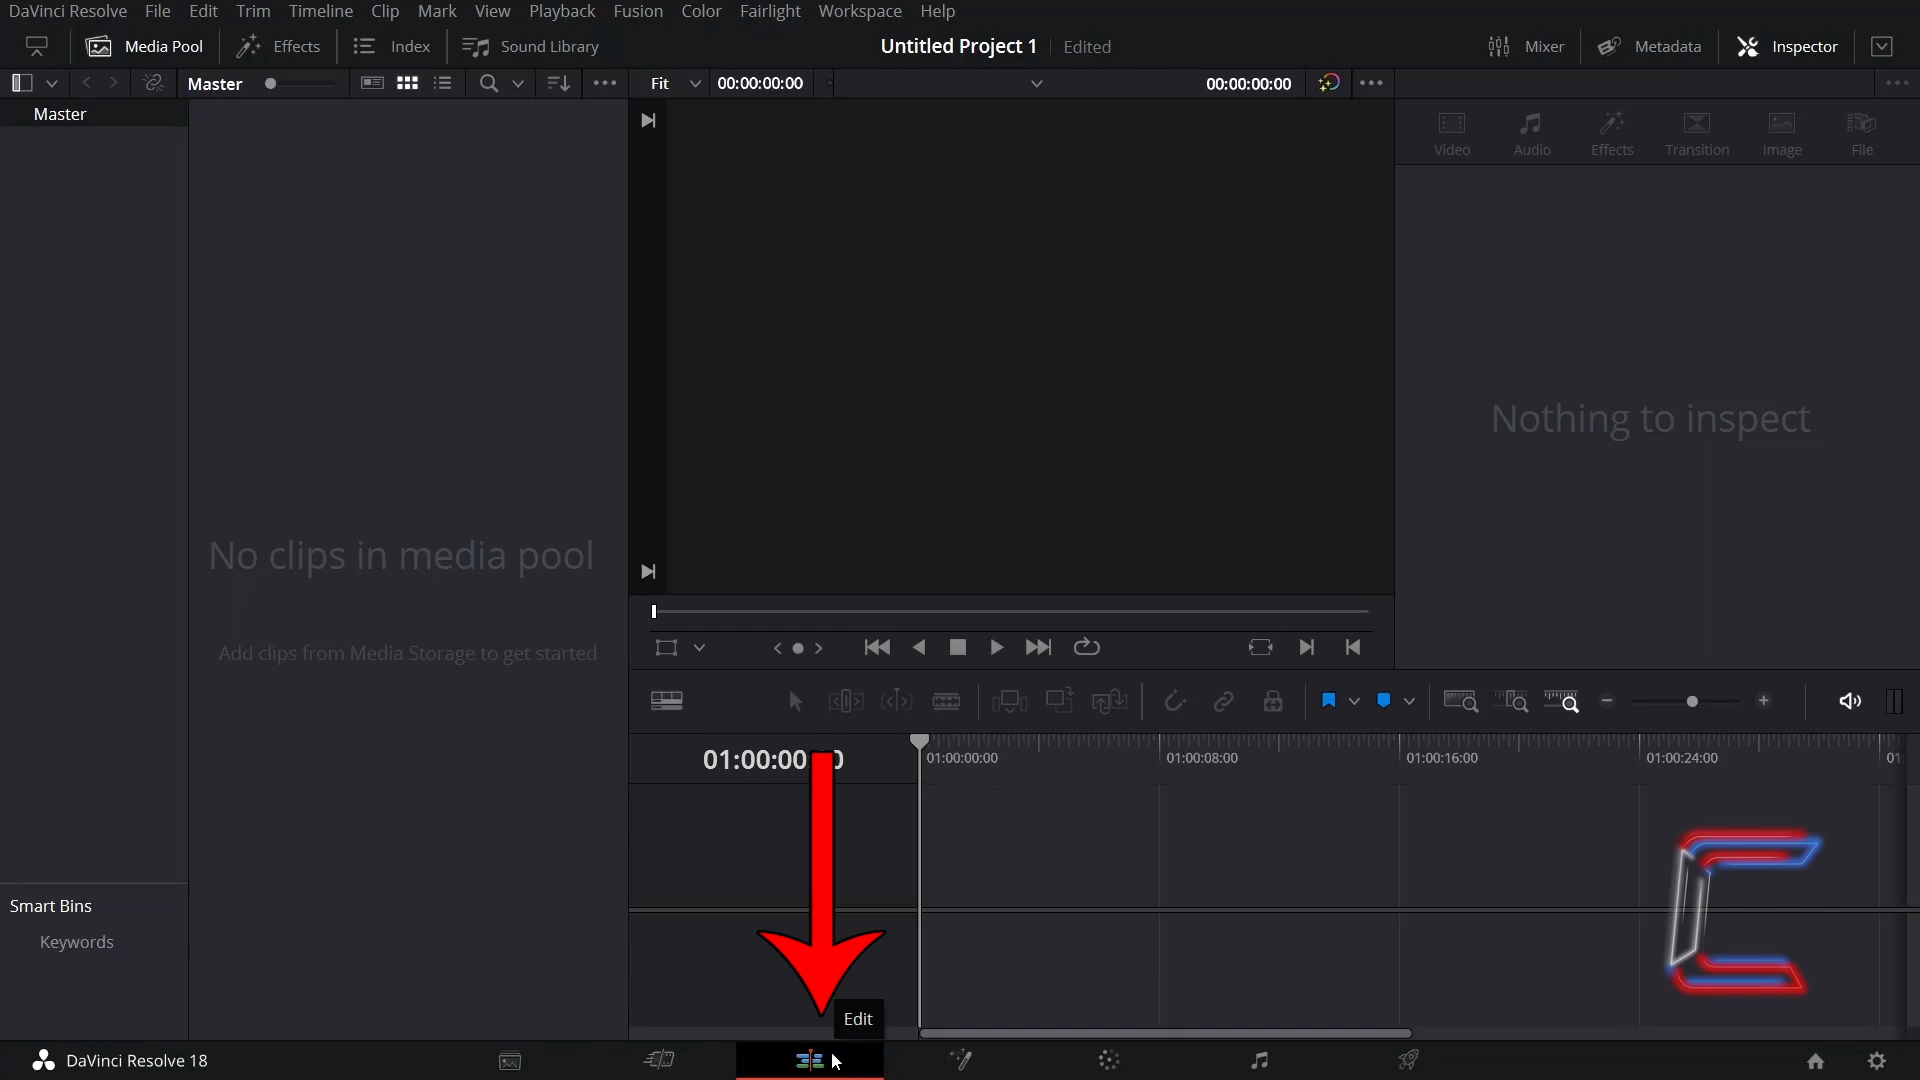 DaVinci Resolve File Edit Trim Timeline Clip Mark View Playback Fusion Color Fairlight Workspace Help
Media Pool Effects Index Sound Library Untitled Project 1 Edited Mixer Metadata Inspector
Master Fit 00:00:00:00 00:00:00:00
Master
Video Audio Effects Transition Image File
Nothing to inspect
No clips in media pool
Add clips from Media Storage to get started
01:00:00 0 01:00:00:00 01:00:08:00 01:00:16:00 01:00:24:00 01:
Smart Bins
Keywords
Edit
DaVinci Resolve 18